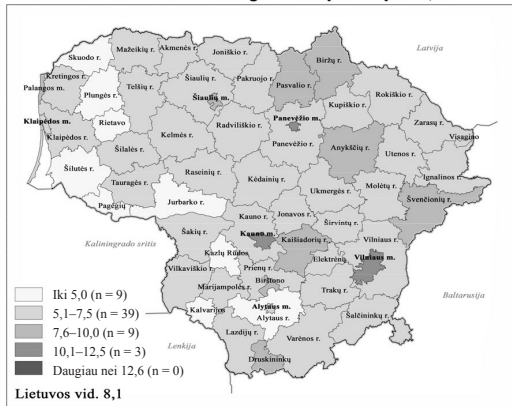 Latvija
Skuodo r.
Mažeikių r.
Akmenės r.
Joniškio r.
Biržų r.
Kretingos r.
Palangos m.
Plungės r.
Telšių r.
Šiaulių r.
Pakruojo r.
Pasvalio r.
Rokiškio r.
Šiaulių m.
Kupiškio r.
Klaipėdos m.
Rietavo
Radviliškio r.
Panevėžio m.
Zarasų r.
Klaipėdos r.
Kelmės r.
Panevėžio r.
Visagino
Šilalės r.
Anykščių r.
Utenos r.
Šilutės r.
Raseinių r.
Kėdainių r.
Ignalinos r.
Tauragės r.
Ukmergės r.
Molėtų r.
Pagėgių
Jurbarko r.
Švenčionių r.
Kauno r.
Jonavos r.
Širvintų r.
Šakių r.
Kauno m.
Kaišiadorių r.
Vilniaus r.
Kaliningrado sritis
Kazlų Rūdos
Elektrėnų
Vilniaus m.
Vilkaviškio r.
Prienų r.
Birštono
Marijampolės r.
Trakų r.
Baltarusija
Kalvarijos
Alytaus m.
Alytaus r.
Šalčininkų r.
Lazdijų r.
Varėnos r.
Lenkija
Druskininkų
Iki 5,0 (n = 9)
5,1–7,5 (n = 39)
7,6–10,0 (n = 9)
10,1–12,5 (n = 3)
Daugiau nei 12,6 (n = 0)
Lietuvos vid. 8,1